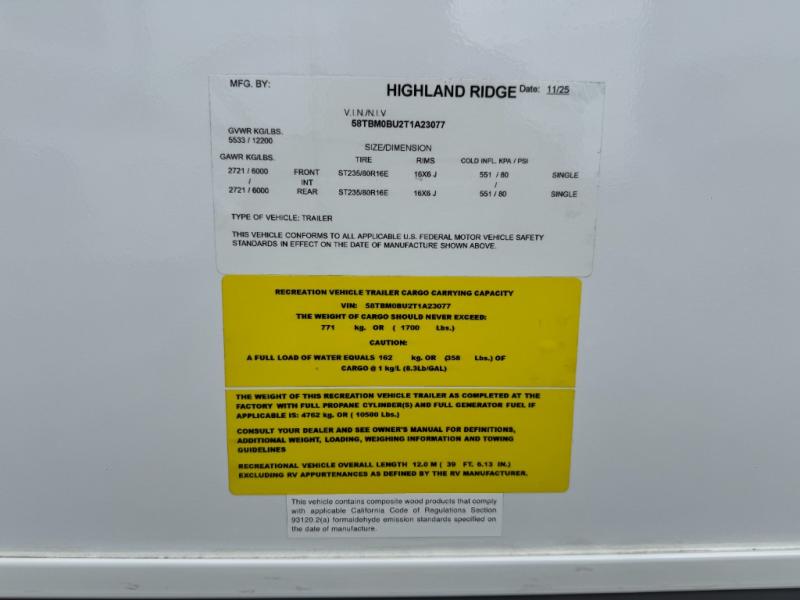 MFG. BY: HIGHLAND RIDGE Date: 11/25
V.I.N./N.I.V
58TBM0BU2T1A23077
GVWR KG/LBS.
5533 / 12200
SIZE/DIMENSION
GAWR KG/LBS. TIRE RIMS COLD INFL. KPA / PSI
2721 / 6000 FRONT ST235/80R16E 16X6 J 551 / 80 SINGLE
/ INT /
2721 / 6000 REAR ST235/80R16E 16X6 J 551 / 80 SINGLE
TYPE OF VEHICLE: TRAILER
THIS VEHICLE CONFORMS TO ALL APPLICABLE U.S. FEDERAL MOTOR VEHICLE SAFETY
STANDARDS IN EFFECT ON THE DATE OF MANUFACTURE SHOWN ABOVE.
RECREATION VEHICLE TRAILER CARGO CARRYING CAPACITY
VIN: 58TBM0BU2T1A23077
THE WEIGHT OF CARGO SHOULD NEVER EXCEED:
771 kg. OR ( 1700 Lbs.)
CAUTION:
A FULL LOAD OF WATER EQUALS 162 kg. OR (358 Lbs.) OF
CARGO @ 1 kg/L (8.3Lb/GAL)
THE WEIGHT OF THIS RECREATION VEHICLE TRAILER AS COMPLETED AT THE
FACTORY WITH FULL PROPANE CYLINDER(S) AND FULL GENERATOR FUEL IF
APPLICABLE IS: 4762 kg. OR ( 10500 Lbs.)
CONSULT YOUR DEALER AND SEE OWNER'S MANUAL FOR DEFINITIONS,
ADDITIONAL WEIGHT, LOADING, WEIGHING INFORMATION AND TOWING
GUIDELINES
RECREATIONAL VEHICLE OVERALL LENGTH 12.0 M ( 39 FT. 6.13 IN.)
EXCLUDING RV APPURTENANCES AS DEFINED BY THE RV MANUFACTURER.
This vehicle contains composite wood products that comply
with applicable California Code of Regulations Section
93120.2(a) formaldehyde emission standards specified on
the date of manufacture.